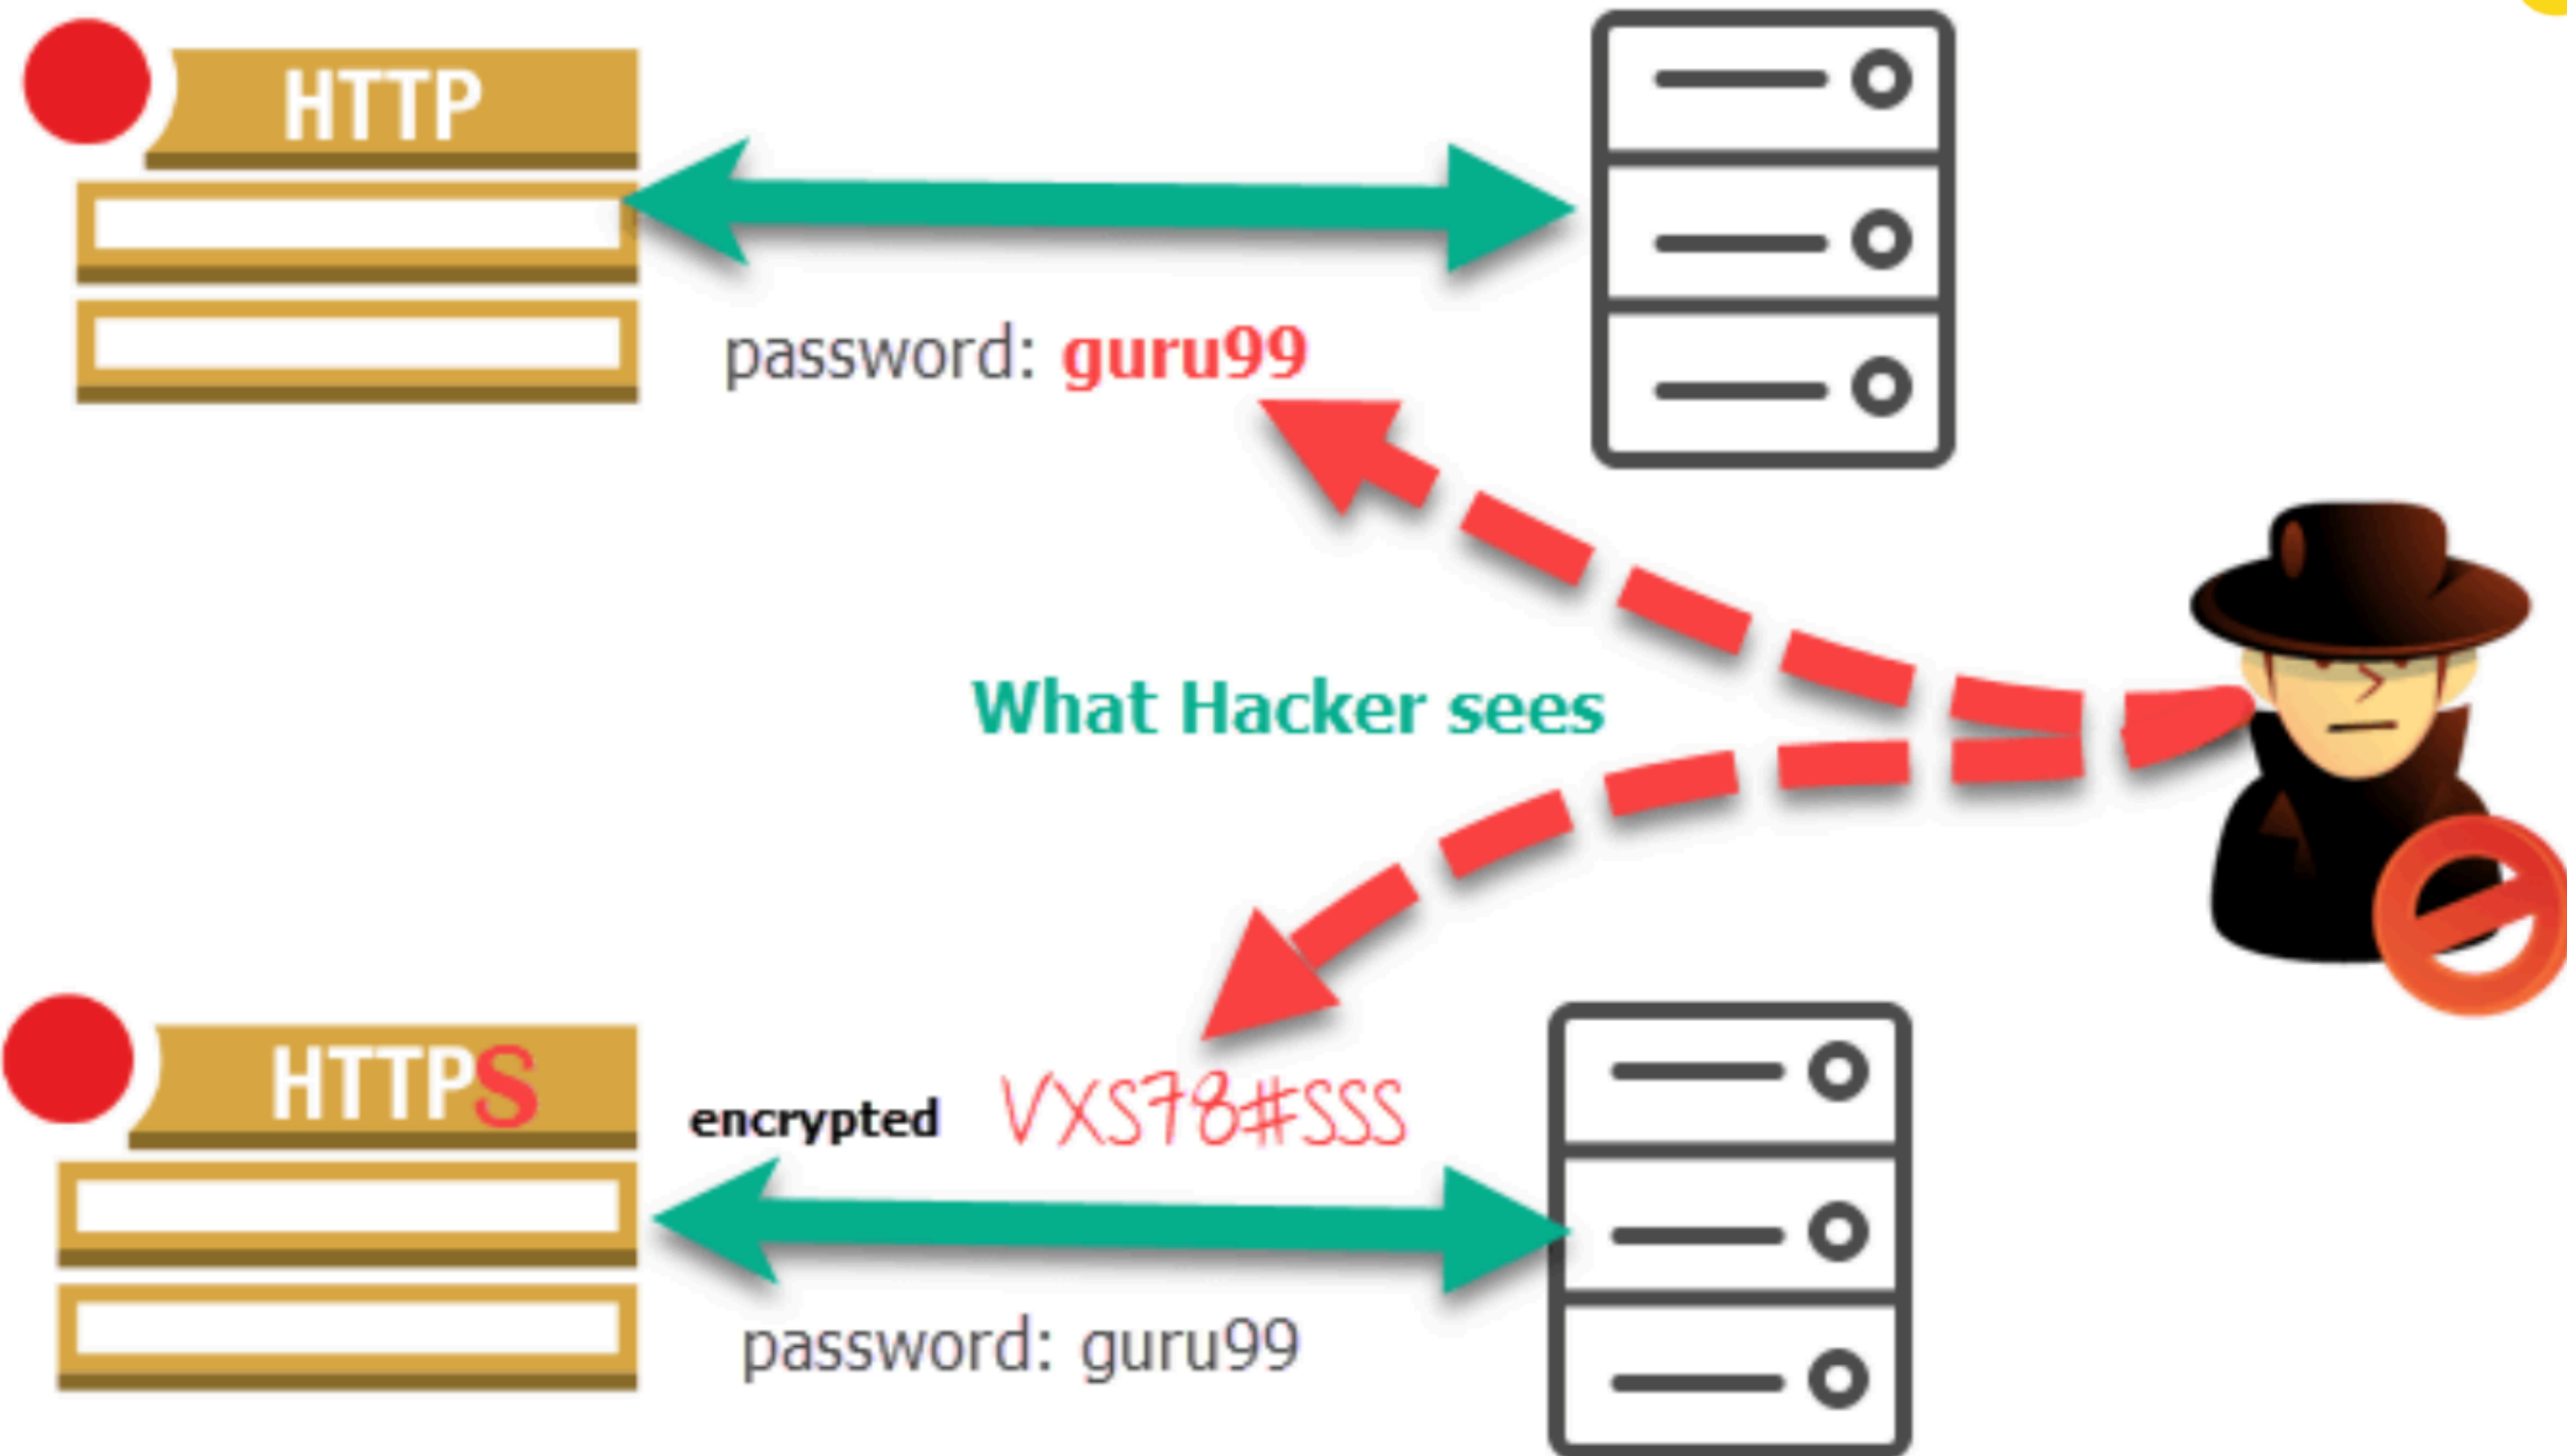 HTTP
password: guru99
What Hacker sees
HTTPS
encrypted VXS78#SSS
password: guru99